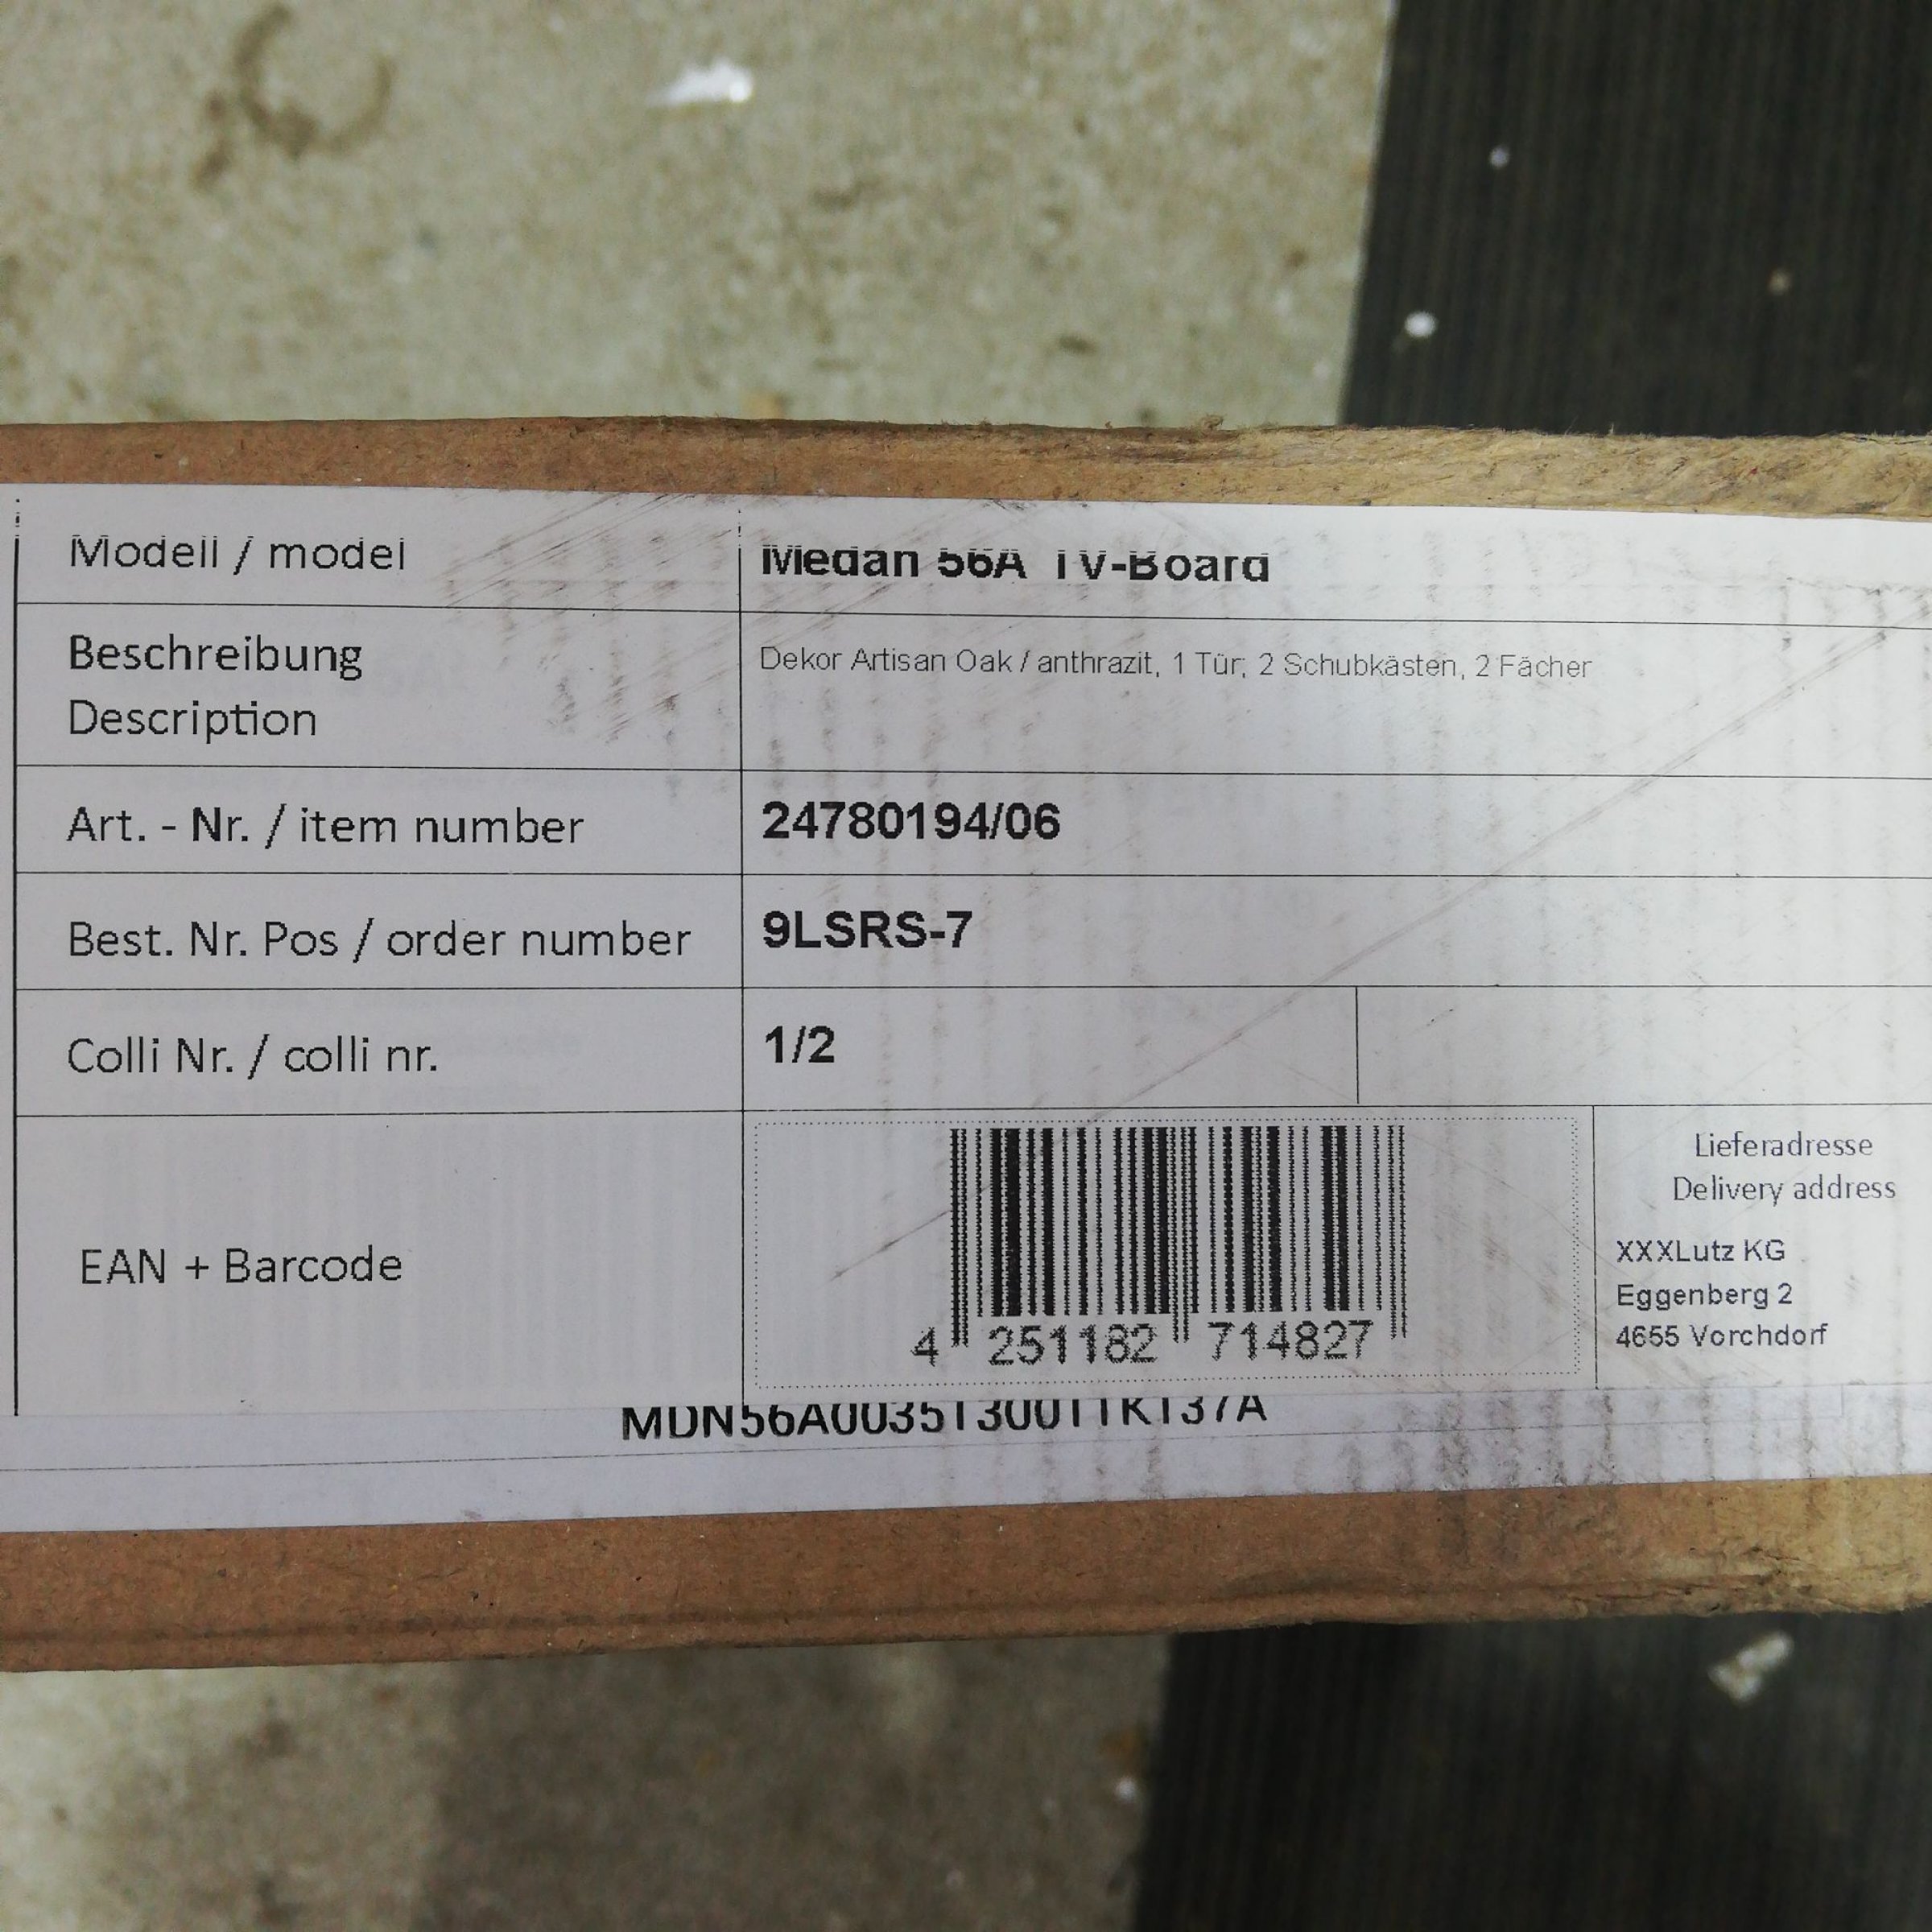 Modell / model
Medan 56A TV-Board
Beschreibung
Description
Dekor Artisan Oak / anthrazit, 1 Tür, 2 Schubkästen, 2 Fächer
Art. - Nr. / item number
24780194/06
Best. Nr. Pos / order number
9LSRS-7
Colli Nr. / colli nr.
1/2
EAN + Barcode
4 251182 714827
Lieferadresse
Delivery address
XXXLutz KG
Eggenberg 2
4655 Vorchdorf
MDN56A003513001TK137A